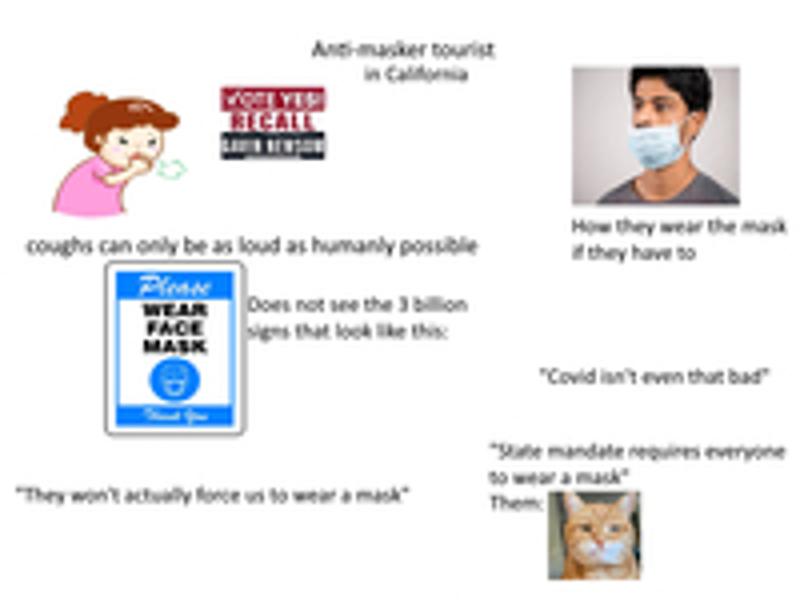 Anti-masker tourist
in California
VOTE YES!
RECALL
GAVIN NEWSOM
How they wear the mask
if they have to
coughs can only be as loud as humanly possible
Please
WEAR
FACE
MASK
Thank You
Does not see the 3 billion
signs that look like this:
"Covid isn't even that bad"
"State mandate requires everyone
to wear a mask"
Them:
"They won't actually force us to wear a mask"